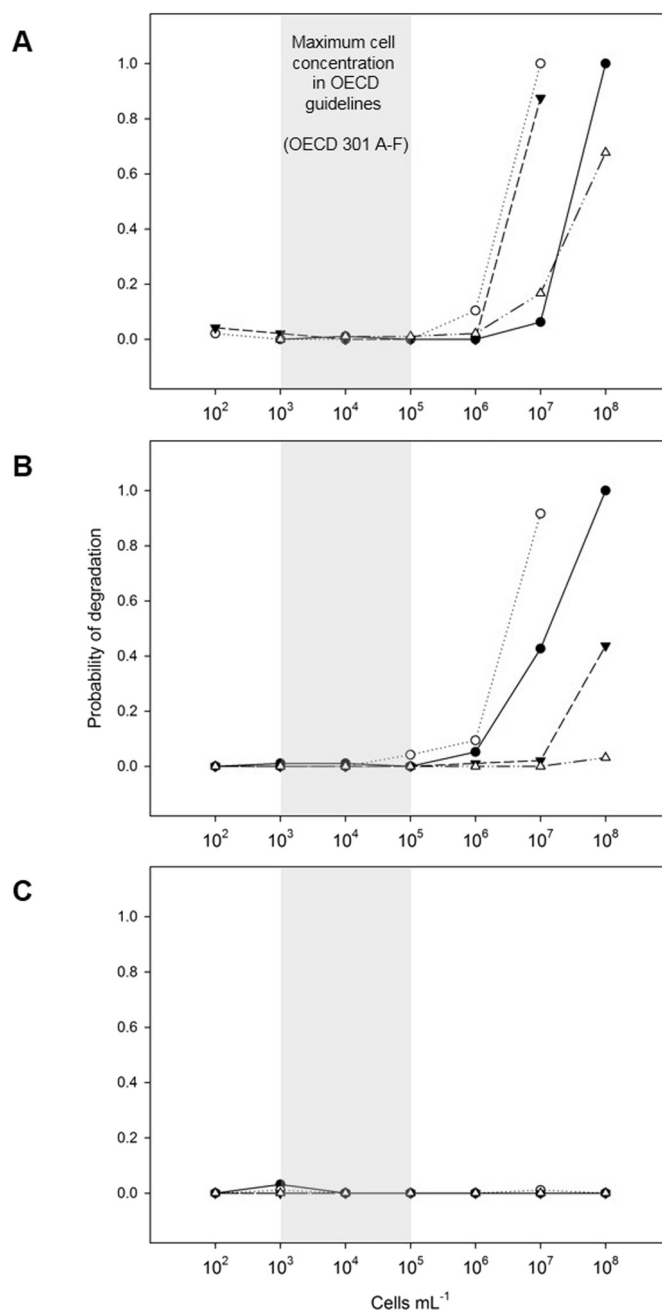 A
Maximum cell
concentration
in OECD
guidelines
(OECD 301 A-F)
1.0
0.8
0.6
0.4
0.2
0.0
10² 10³ 10⁴ 10⁵ 10⁶ 10⁷ 10⁸
B
Probability of degradation
1.0
0.8
0.6
0.4
0.2
0.0
10² 10³ 10⁴ 10⁵ 10⁶ 10⁷ 10⁸
C
1.0
0.8
0.6
0.4
0.2
0.0
10² 10³ 10⁴ 10⁵ 10⁶ 10⁷ 10⁸
Cells mL⁻¹